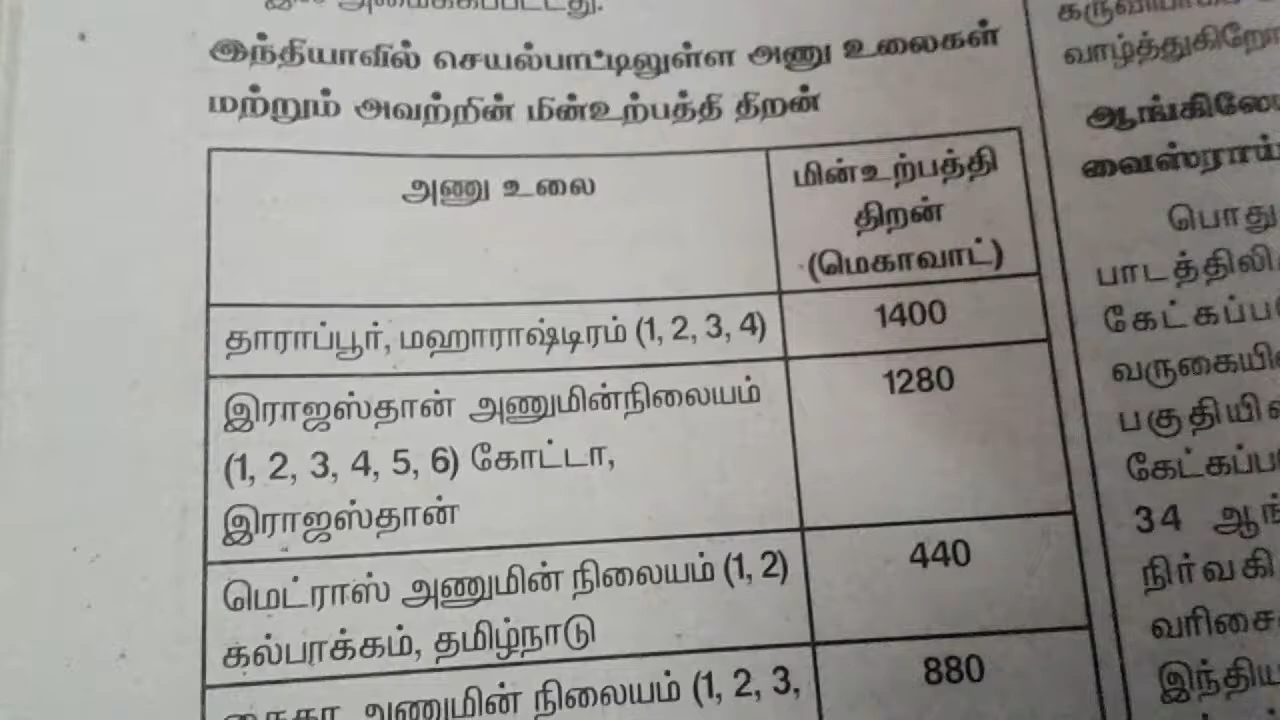 இந்தியாவில் செயல்பாட்டிலுள்ள அணு உலைகள்
மற்றும் அவற்றின் மின்உற்பத்தி திறன்
அணு உலை
மின்உற்பத்தி
திறன்
(மெகாவாட்)
தாராப்பூர், மஹாராஷ்டிரம் (1, 2, 3, 4)
1400
இராஜஸ்தான் அணுமின்நிலையம்
(1, 2, 3, 4, 5, 6) கோட்டா,
இராஜஸ்தான்
1280
மெட்ராஸ் அணுமின் நிலையம் (1, 2)
கல்பாக்கம், தமிழ்நாடு
440
அணுமின் நிலையம் (1, 2, 3,
880
ஆங்கிலே
வைஸ்ராய்
பொது
பாடத்திலி
கேட்கப்ப
வருகையி
பகுதியி
கேட்கப்ப
34 ஆங்
நிர்வகி
வரிசை
இந்திய